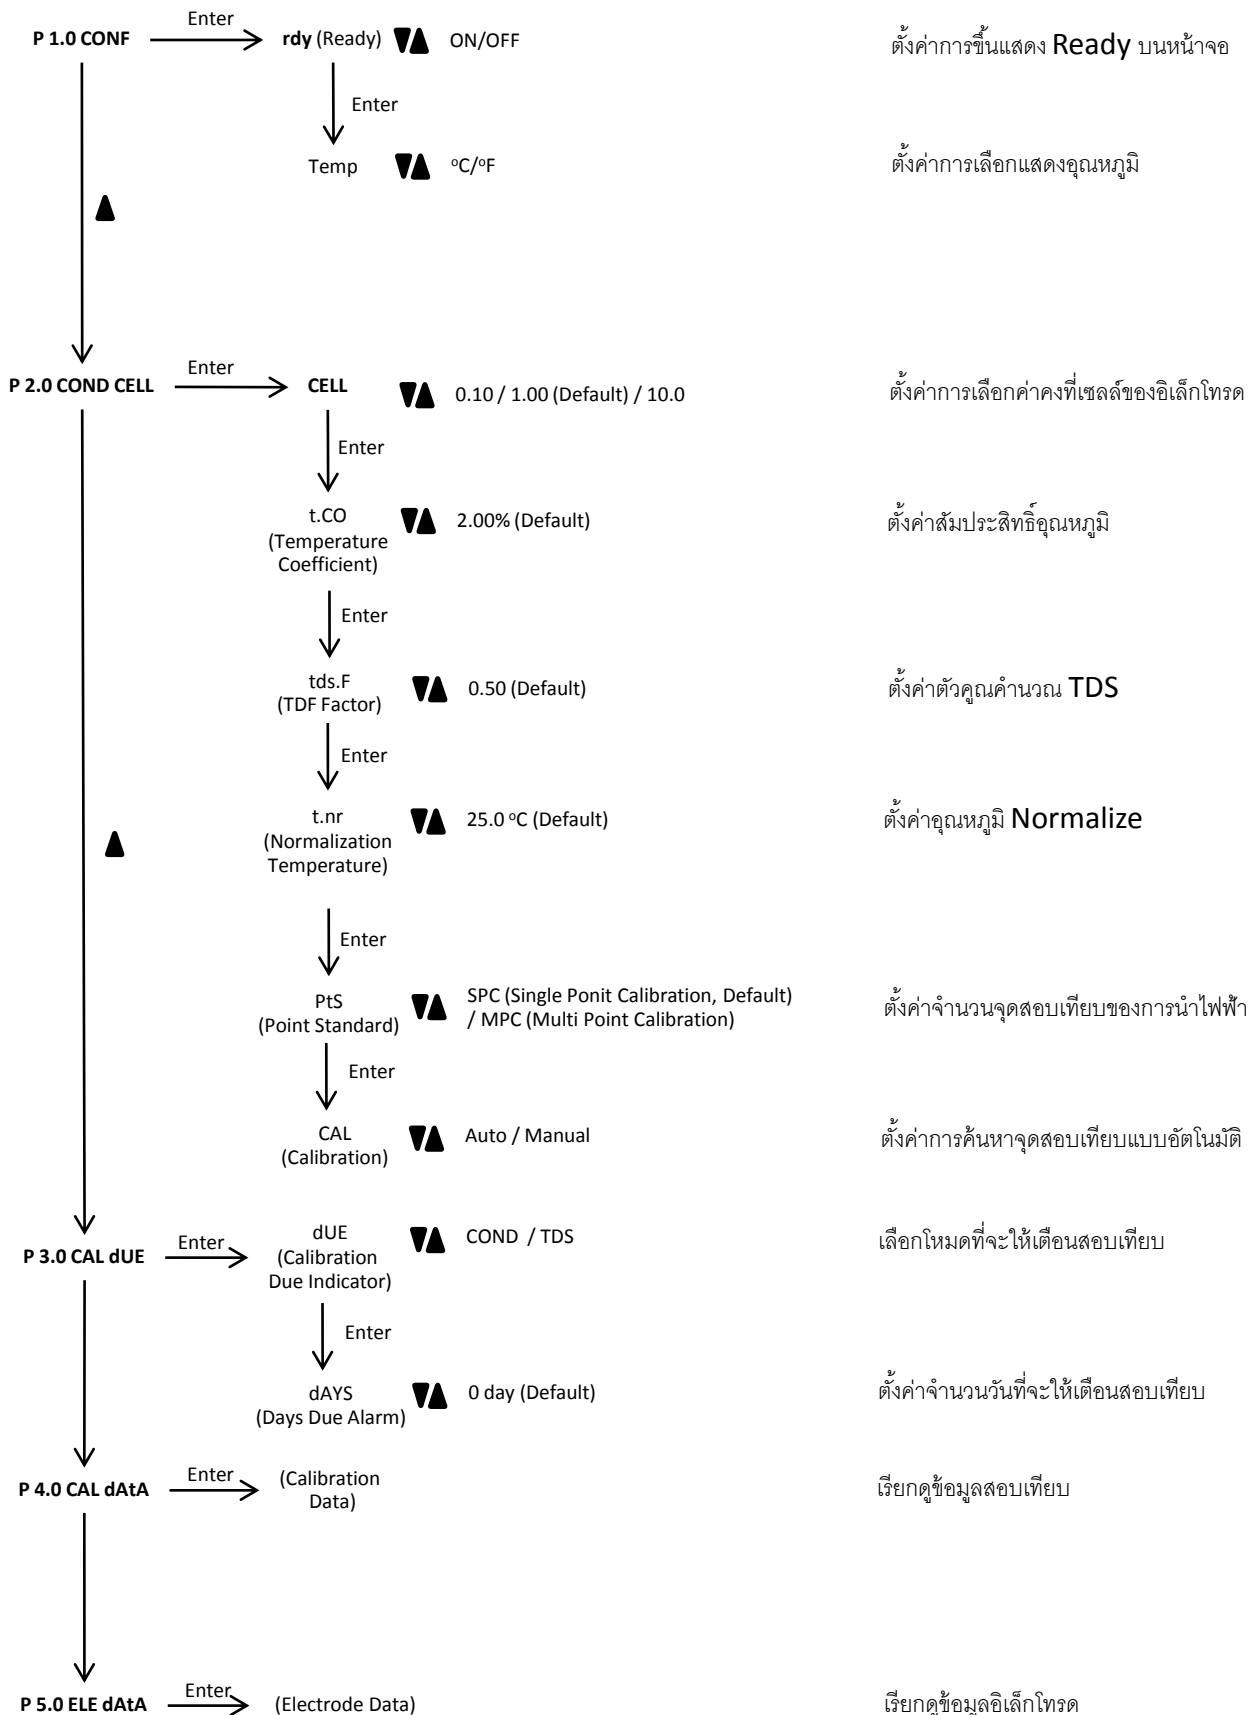 Enter
P 1.0 CONF
rdy (Ready)
ON/OFF
ตั้งค่าการขึ้นแสดง Ready บนหน้าจอ
Enter
Temp
°C/°F
ตั้งค่าการเลือกแสดงอุณหภูมิ
P 2.0 COND CELL
Enter
CELL
0.10 / 1.00 (Default) / 10.0
ตั้งค่าการเลือกค่าคงที่เซลล์ของอิเล็กโทรด
Enter
t.CO
(Temperature
Coefficient)
2.00% (Default)
ตั้งค่าสัมประสิทธิ์อุณหภูมิ
Enter
tds.F
(TDF Factor)
0.50 (Default)
ตั้งค่าตัวคูณคำนวณ TDS
Enter
t.nr
(Normalization
Temperature)
25.0 °C (Default)
ตั้งค่าอุณหภูมิ Normalize
Enter
PtS
(Point Standard)
SPC (Single Ponit Calibration, Default)
/ MPC (Multi Point Calibration)
ตั้งค่าจำนวนจุดสอบเทียบของการนำไฟฟ้า
Enter
CAL
(Calibration)
Auto / Manual
ตั้งค่าการค้นหาจุดสอบเทียบแบบอัตโนมัติ
P 3.0 CAL dUE
Enter
dUE
(Calibration
Due Indicator)
COND / TDS
เลือกโหมดที่จะให้เตือนสอบเทียบ
Enter
dAYS
(Days Due Alarm)
0 day (Default)
ตั้งค่าจำนวนวันที่จะให้เตือนสอบเทียบ
P 4.0 CAL dAtA
Enter
(Calibration
Data)
เรียกดูข้อมูลสอบเทียบ
P 5.0 ELE dAtA
Enter
(Electrode Data)
เรียกดูข้อมูลอิเล็กโทรด